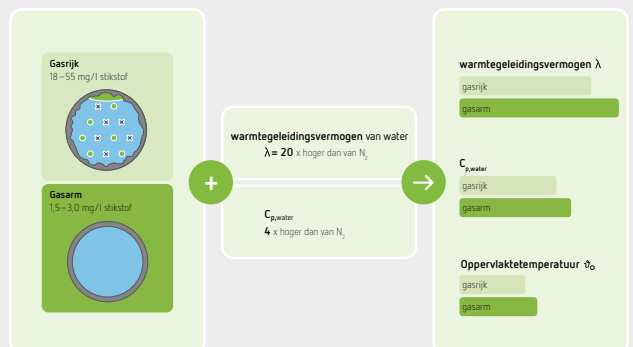 Gasrijk
18–55 mg/l stikstof
Gasarm
1,5–3,0 mg/l stikstof
+
warmtegeleidingsvermogen van water
λ = 20 x hoger dan van N₂
Cp,water
4 x hoger dan van N₂
→
warmtegeleidingsvermogen λ
gasrijk
gasarm
Cp,water
gasrijk
gasarm
Oppervlaktetemperatuur ϑo
gasrijk
gasarm